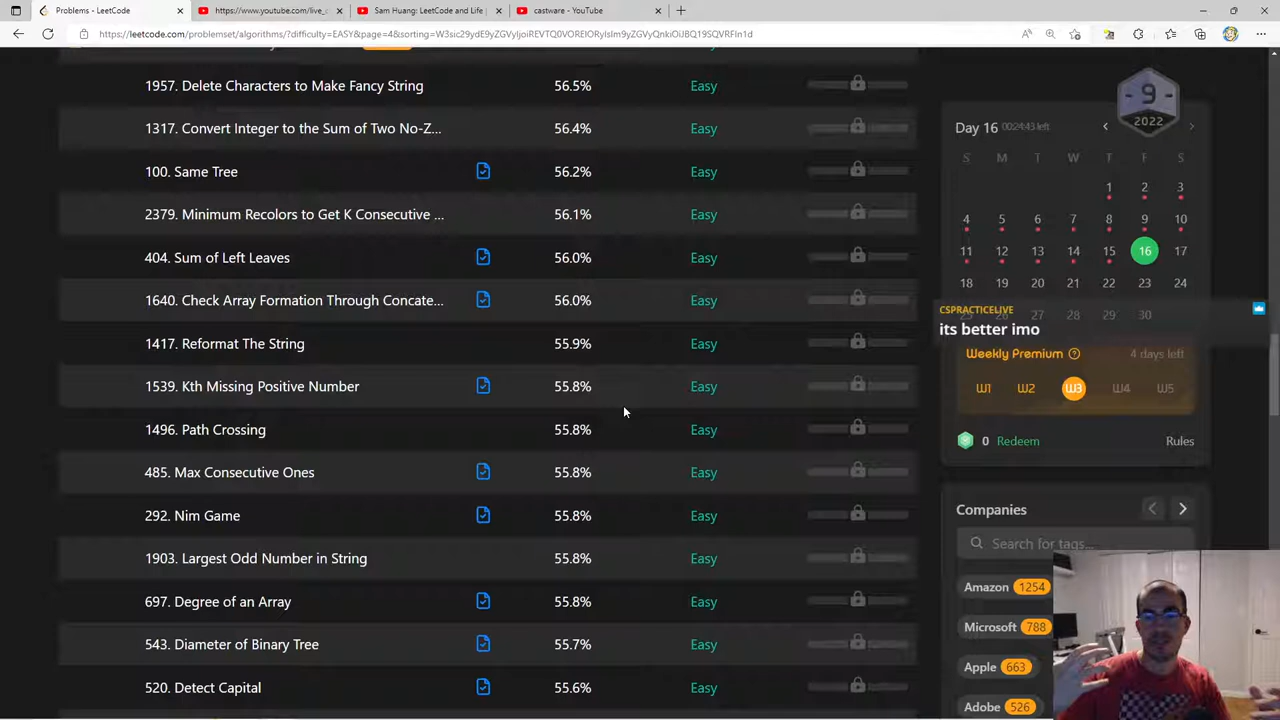 Problems - LeetCode
https://www.youtube.com/live_c
Sam Huang: LeetCode and Life
castware - YouTube
https://leetcode.com/problemset/algorithms/?difficulty=EASY&page=4&sorting=
1957. Delete Characters to Make Fancy String 56.5% Easy
1317. Convert Integer to the Sum of Two No-Z... 56.4% Easy
100. Same Tree 56.2% Easy
2379. Minimum Recolors to Get K Consecutive ... 56.1% Easy
404. Sum of Left Leaves 56.0% Easy
1640. Check Array Formation Through Concate... 56.0% Easy
1417. Reformat The String 55.9% Easy
1539. Kth Missing Positive Number 55.8% Easy
1496. Path Crossing 55.8% Easy
485. Max Consecutive Ones 55.8% Easy
292. Nim Game 55.8% Easy
1903. Largest Odd Number in String 55.8% Easy
697. Degree of an Array 55.8% Easy
543. Diameter of Binary Tree 55.7% Easy
520. Detect Capital 55.6% Easy
9
2022
Day 16 00:24:43 left
S M T W T F S
1 2 3
4 5 6 7 8 9 10
11 12 13 14 15 16 17
18 19 20 21 22 23 24
25 26 27 28 29 30
CSPRACTICELIVE
its better imo
Weekly Premium 4 days left
W1 W2 W3 W4 W5
0 Redeem Rules
Companies
Search for tags...
Amazon 1254
Microsoft 788
Apple 663
Adobe 526